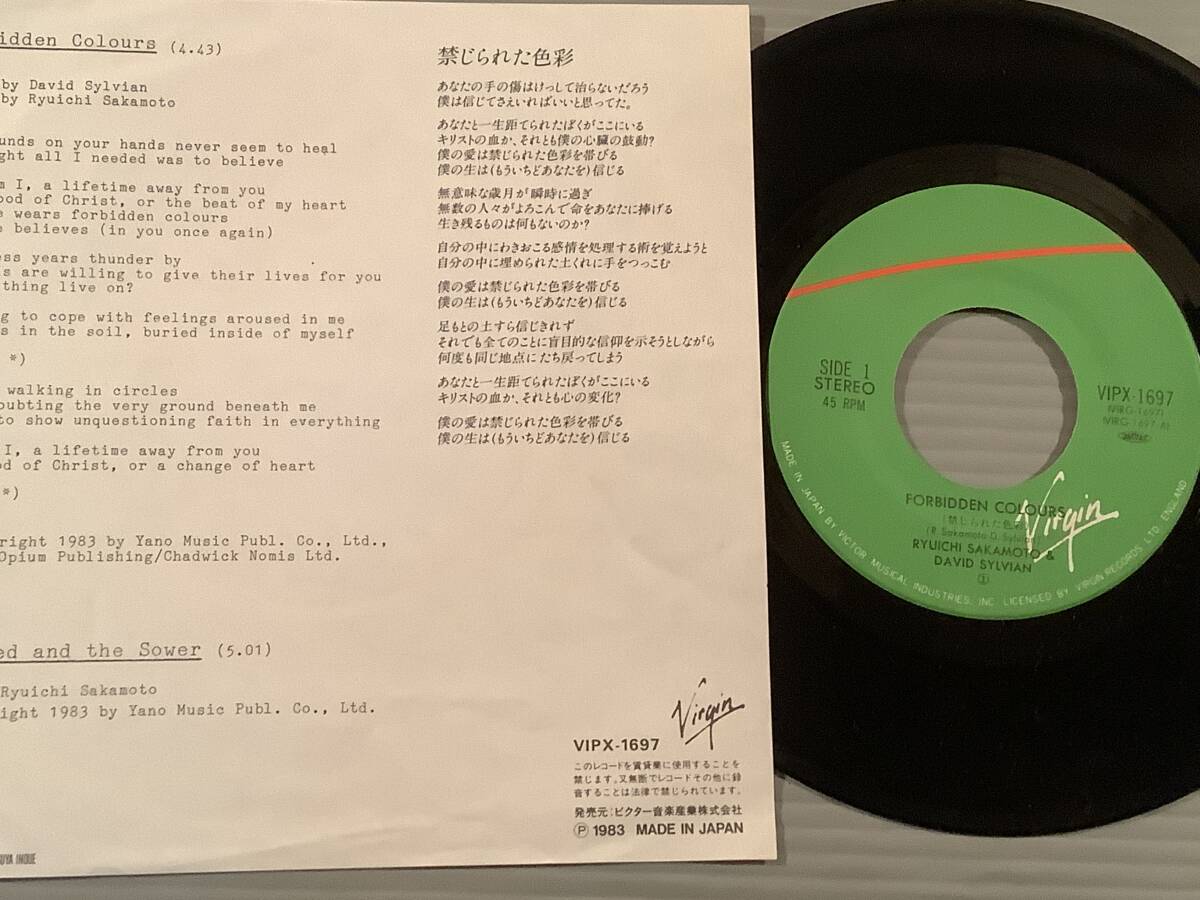 idden Colours (4.43)
by David Sylvian
by Ryuichi Sakamoto
unds on your hands never seem to heal
ght all I needed was to believe
m I, a lifetime away from you
ood of Christ, or the beat of my heart
e wears forbidden colours
e believes (in you once again)
ess years thunder by
s are willing to give their lives for you
thing live on?
g to cope with feelings aroused in me
s in the soil, buried inside of myself
*)
walking in circles
oubting the very ground beneath me
to show unquestioning faith in everything
I, a lifetime away from you
od of Christ, or a change of heart
*)
right 1983 by Yano Music Publ. Co., Ltd.,
Opium Publishing/Chadwick Nomis Ltd.
ed and the Sower (5.01)
Ryuichi Sakamoto
ight 1983 by Yano Music Publ. Co., Ltd.
SUYA INOUE
禁じられた色彩
あなたの手の傷はけっして治らないだろう
僕は信じてさえいればいいと思ってた。
あなたと一生距てられたぼくがここにいる
キリストの血か、それとも僕の心臓の鼓動?
僕の愛は禁じられた色彩を帯びる
僕の生は(もういちどあなたを)信じる
無意味な歳月が瞬時に過ぎ
無数の人々がよろこんで命をあなたに捧げる
生き残るものは何もないのか?
自分の中にわきおこる感情を処理する術を覚えようと
自分の中に埋められた土くれに手をつっこむ
僕の愛は禁じられた色彩を帯びる
僕の生は(もういちどあなたを)信じる
足もとの土すら信じきれず
それでも全てのことに盲目的な信仰を示そうとしながら
何度も同じ地点にたち戻ってしまう
あなたと一生距てられたぼくがここにいる
キリストの血か、それとも心の変化?
僕の愛は禁じられた色彩を帯びる
僕の生は(もういちどあなたを)信じる
Virgin
VIPX-1697
このレコードを賃貸業に使用することを
禁じます。又無断でレコードその他に録
音することは法律で禁じられています。
発売元:ビクター音楽産業株式会社
Ⓟ 1983 MADE IN JAPAN
SIDE 1
STEREO
45 RPM
VIPX-1697
(VIRG-1697)
(VIRG-1697-A)
FORBIDDEN COLOURS
(禁じられた色彩)
(R. Sakamoto-D. Sylvian)
RYUICHI SAKAMOTO &
DAVID SYLVIAN
①
Virgin
MADE IN JAPAN BY VICTOR MUSICAL INDUSTRIES, INC. LICENSED BY VIRGIN RECORDS LTD. ENGLAND